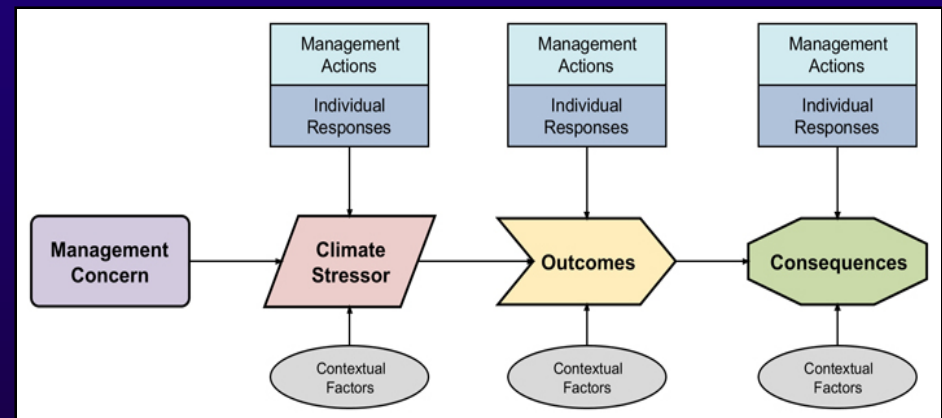 Management
Actions
Individual
Responses
Management
Actions
Individual
Responses
Management
Actions
Individual
Responses
Management
Concern
Climate
Stressor
Outcomes
Consequences
Contextual
Factors
Contextual
Factors
Contextual
Factors